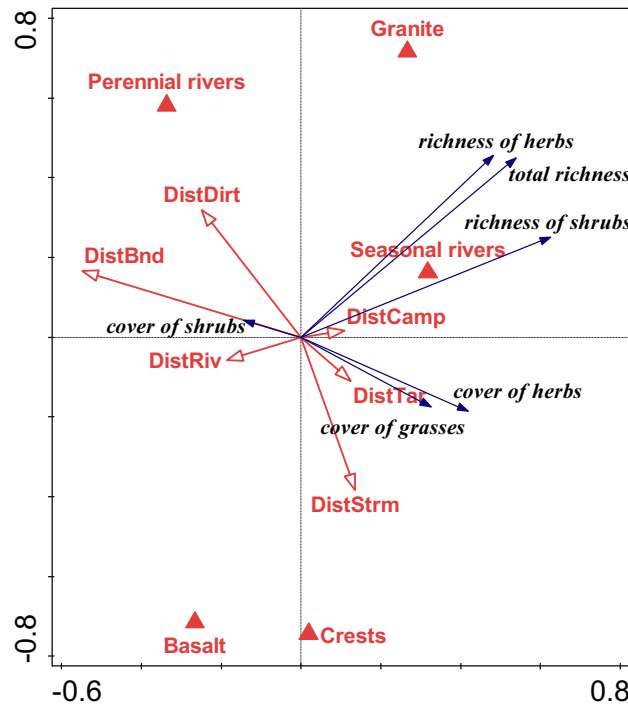 0.8
Granite
Perennial rivers
richness of herbs
total richness
DistDirt
richness of shrubs
DistBnd
Seasonal rivers
DistCamp
cover of shrubs
DistRiv
DistTar
cover of herbs
cover of grasses
DistStrm
-0.8
Basalt
Crests
-0.6
0.8